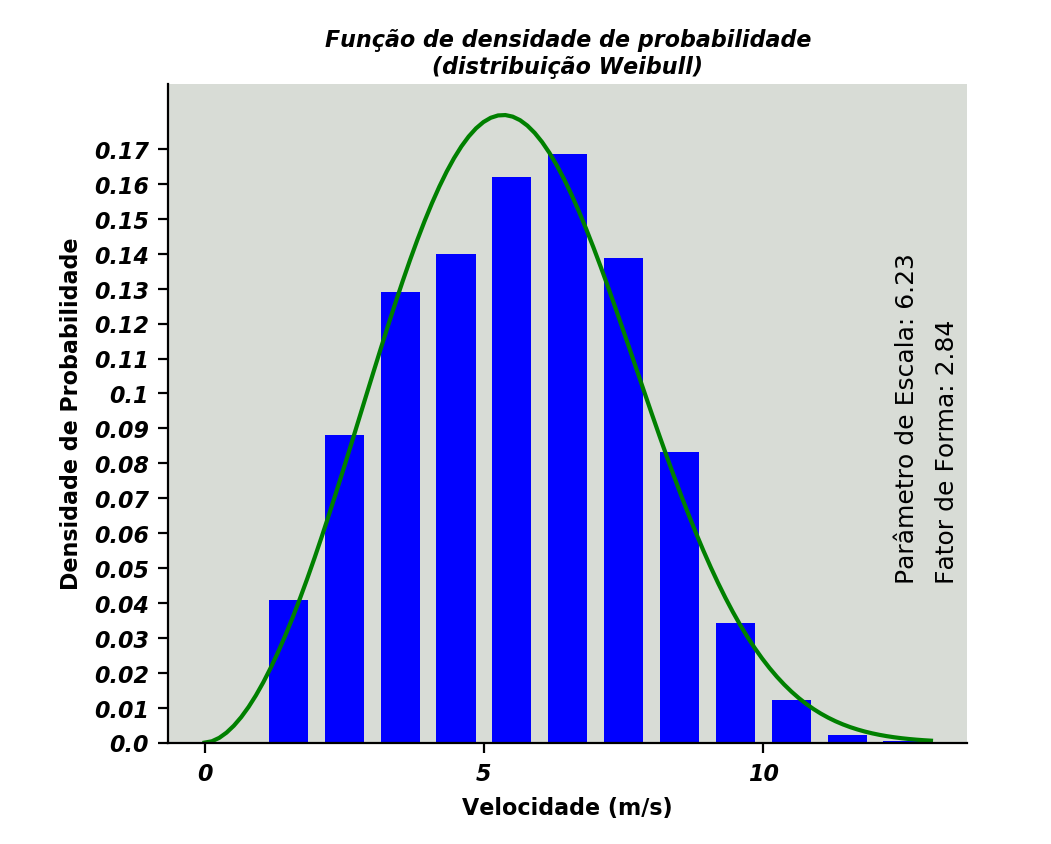 Função de densidade de probabilidade
(distribuição Weibull)
Densidade de Probabilidade
0.17
0.16
0.15
0.14
0.13
0.12
0.11
0.1
0.09
0.08
0.07
0.06
0.05
0.04
0.03
0.02
0.01
0.0
Parâmetro de Escala: 6.23
Fator de Forma: 2.84
0 5 10
Velocidade (m/s)